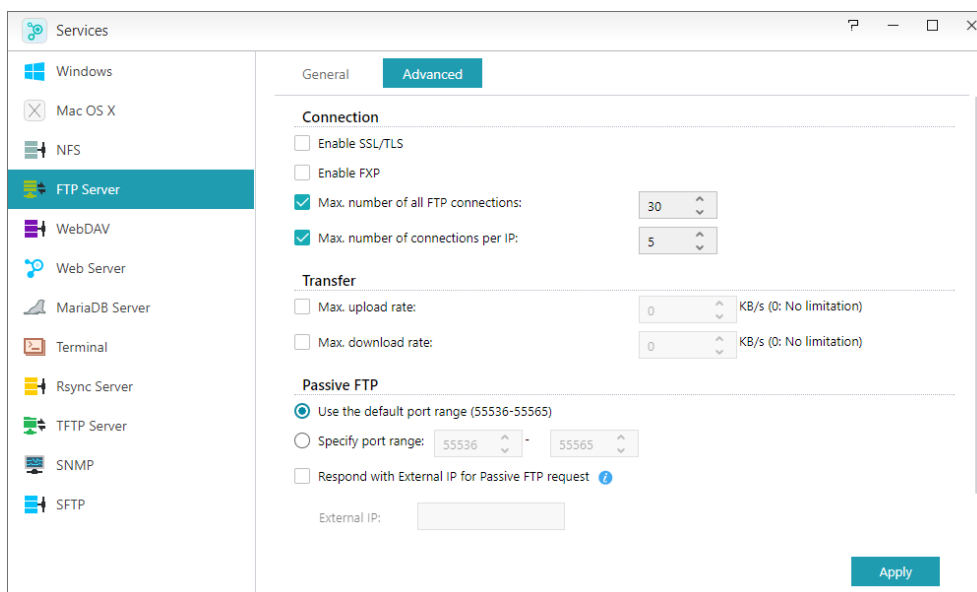 Services
Windows
Mac OS X
NFS
FTP Server
WebDAV
Web Server
MariaDB Server
Terminal
Rsync Server
TFTP Server
SNMP
SFTP
General Advanced
Connection
Enable SSL/TLS
Enable FXP
Max. number of all FTP connections: 30
Max. number of connections per IP: 5
Transfer
Max. upload rate: 0 KB/s (0: No limitation)
Max. download rate: 0 KB/s (0: No limitation)
Passive FTP
Use the default port range (55536-55565)
Specify port range: 55536 - 55565
Respond with External IP for Passive FTP request
External IP:
Apply